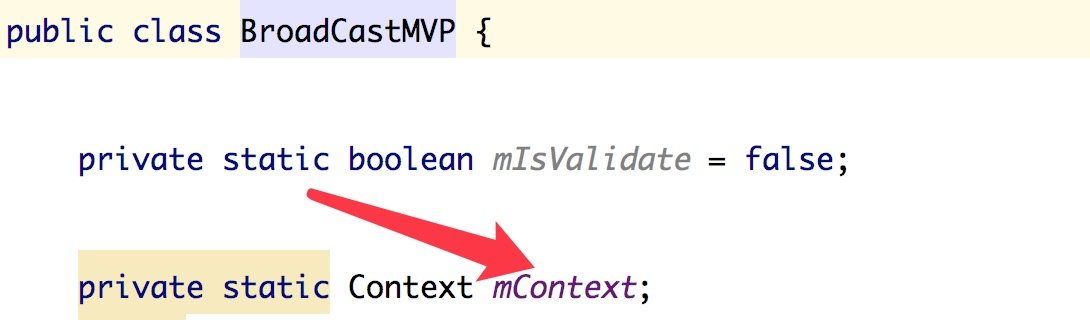 public class BroadCastMVP {
private static boolean mIsValidate = false;
private static Context mContext;